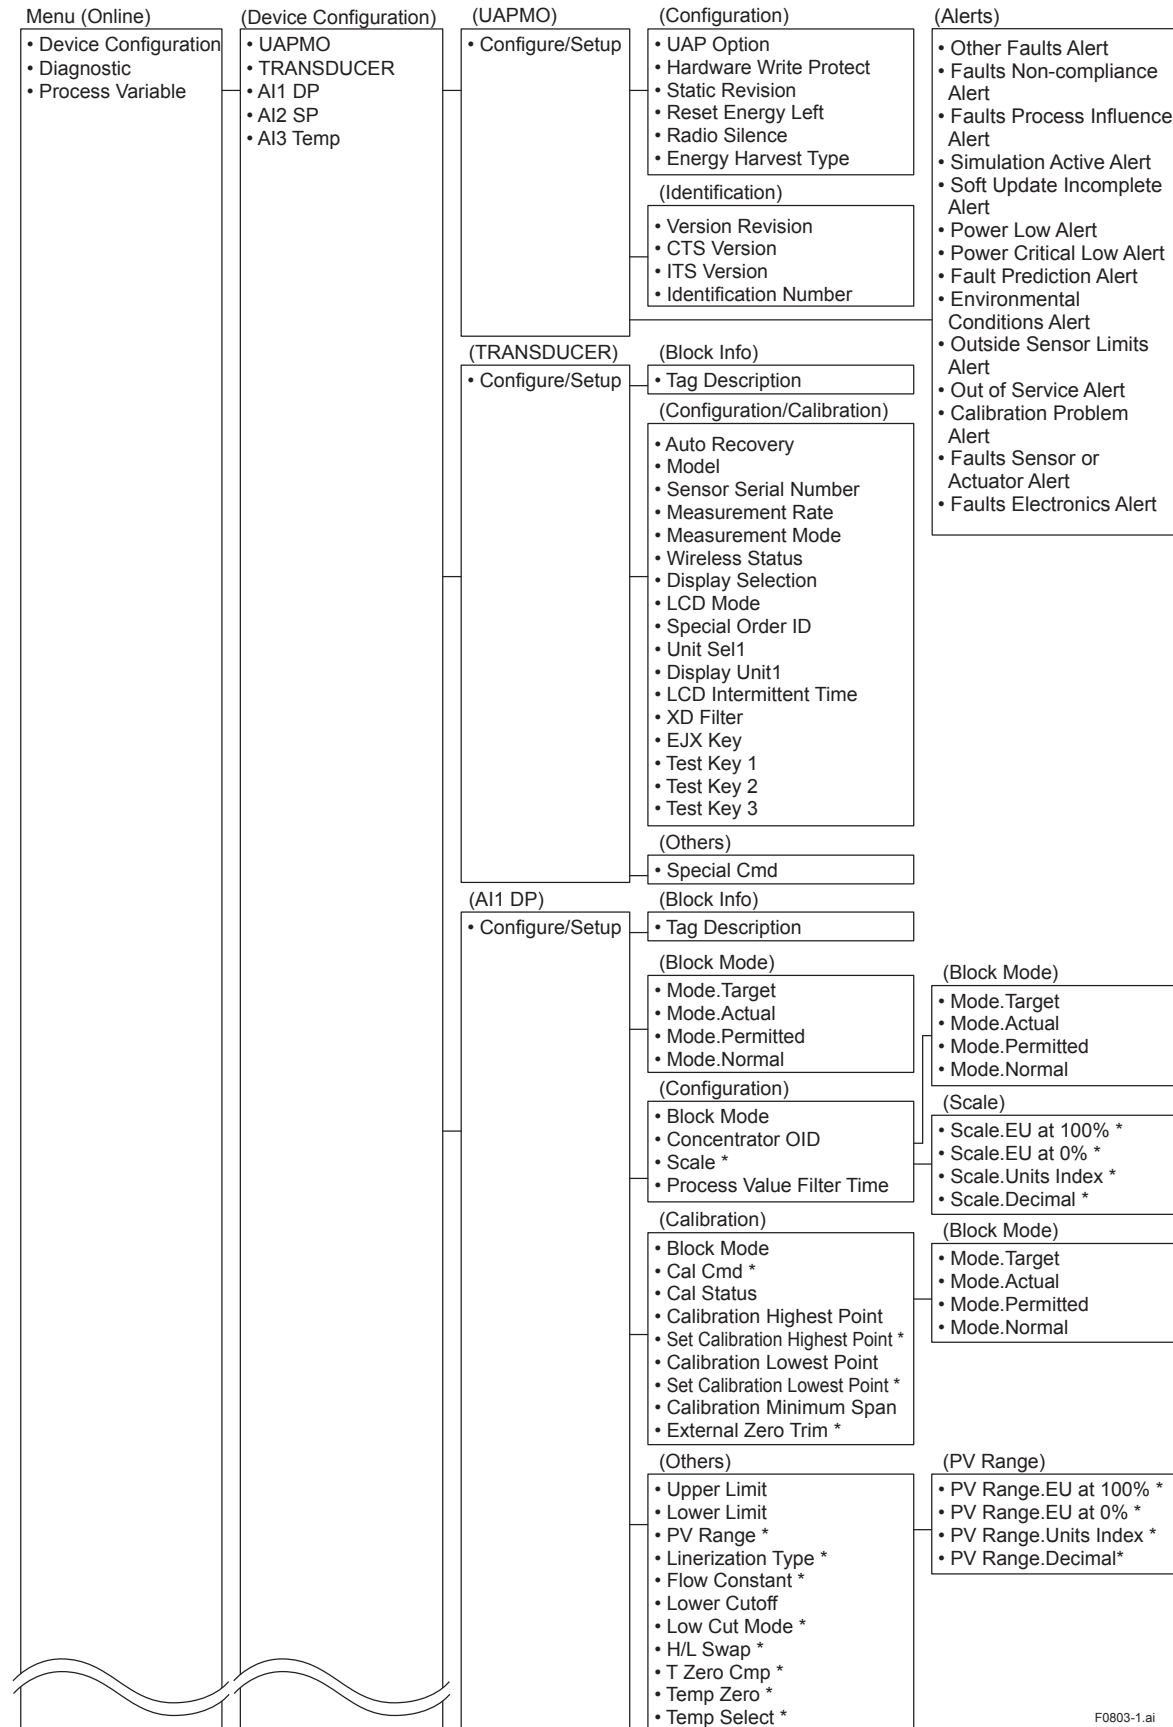 Menu (Online)
• Device Configuration
• Diagnostic
• Process Variable
(Device Configuration)
• UAPMO
• TRANSDUCER
• AI1 DP
• AI2 SP
• AI3 Temp
(UAPMO)
• Configure/Setup
(Configuration)
• UAP Option
• Hardware Write Protect
• Static Revision
• Reset Energy Left
• Radio Silence
• Energy Harvest Type
(Identification)
• Version Revision
• CTS Version
• ITS Version
• Identification Number
(Alerts)
• Other Faults Alert
• Faults Non-compliance
Alert
• Faults Process Influence
Alert
• Simulation Active Alert
• Soft Update Incomplete
Alert
• Power Low Alert
• Power Critical Low Alert
• Fault Prediction Alert
• Environmental
Conditions Alert
• Outside Sensor Limits
Alert
• Out of Service Alert
• Calibration Problem
Alert
• Faults Sensor or
Actuator Alert
• Faults Electronics Alert
(TRANSDUCER)
• Configure/Setup
(Block Info)
• Tag Description
(Configuration/Calibration)
• Auto Recovery
• Model
• Sensor Serial Number
• Measurement Rate
• Measurement Mode
• Wireless Status
• Display Selection
• LCD Mode
• Special Order ID
• Unit Sel1
• Display Unit1
• LCD Intermittent Time
• XD Filter
• EJX Key
• Test Key 1
• Test Key 2
• Test Key 3
(Others)
• Special Cmd
(AI1 DP)
• Configure/Setup
(Block Info)
• Tag Description
(Block Mode)
• Mode.Target
• Mode.Actual
• Mode.Permitted
• Mode.Normal
(Configuration)
• Block Mode
• Concentrator OID
• Scale *
• Process Value Filter Time
(Block Mode)
• Mode.Target
• Mode.Actual
• Mode.Permitted
• Mode.Normal
(Scale)
• Scale.EU at 100% *
• Scale.EU at 0% *
• Scale.Units Index *
• Scale.Decimal *
(Calibration)
• Block Mode
• Cal Cmd *
• Cal Status
• Calibration Highest Point
• Set Calibration Highest Point *
• Calibration Lowest Point
• Set Calibration Lowest Point *
• Calibration Minimum Span
• External Zero Trim *
(Block Mode)
• Mode.Target
• Mode.Actual
• Mode.Permitted
• Mode.Normal
(Others)
• Upper Limit
• Lower Limit
• PV Range *
• Linerization Type *
• Flow Constant *
• Lower Cutoff
• Low Cut Mode *
• H/L Swap *
• T Zero Cmp *
• Temp Zero *
• Temp Select *
(PV Range)
• PV Range.EU at 100% *
• PV Range.EU at 0% *
• PV Range.Units Index *
• PV Range.Decimal*
F0803-1.ai